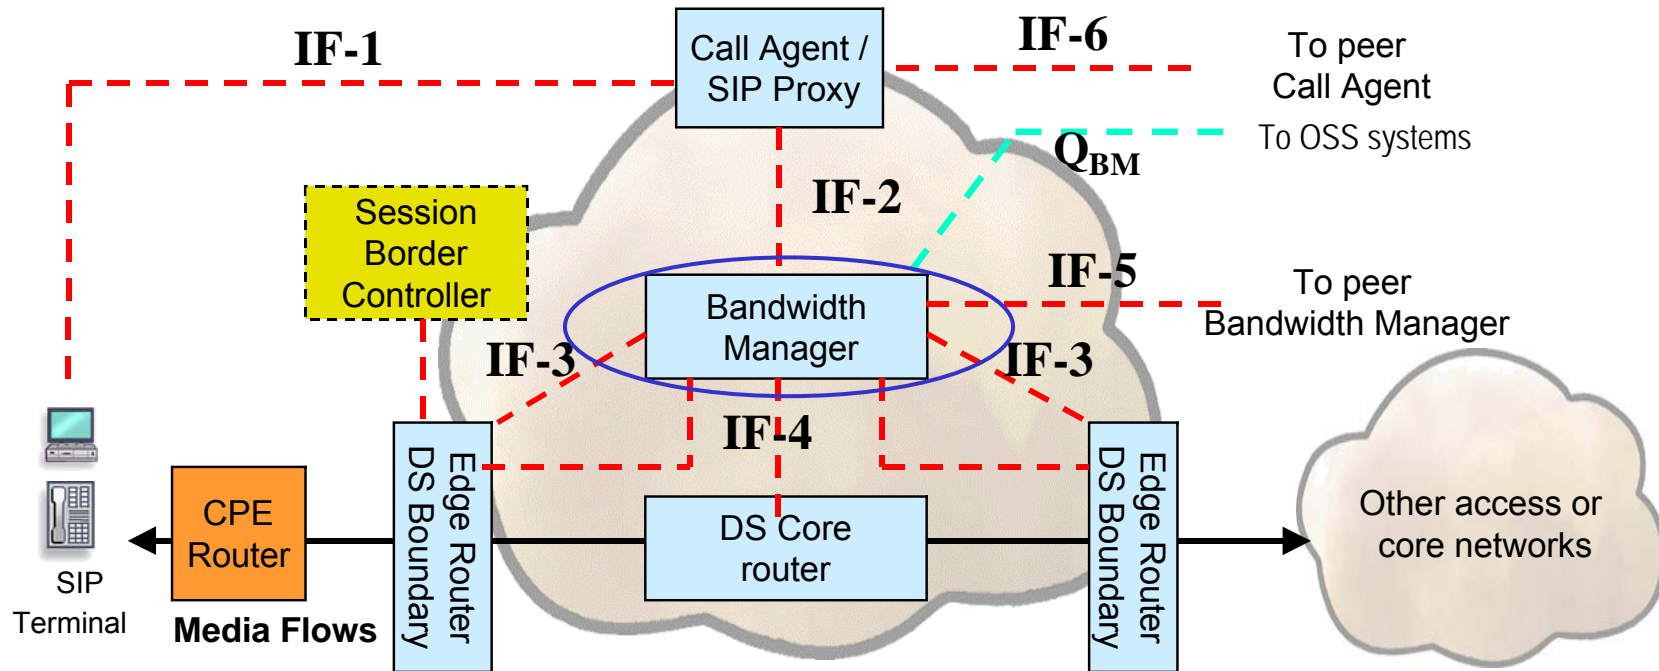 IF-1
Call Agent /
SIP Proxy
IF-6
To peer
Call Agent
To OSS systems
QBM
IF-2
Session
Border
Controller
IF-5
To peer
Bandwidth Manager
Bandwidth
Manager
IF-3
IF-3
IF-4
Edge Router
DS Boundary
Edge Router
DS Boundary
CPE
Router
DS Core
router
Other access or
core networks
SIP
Terminal
Media Flows